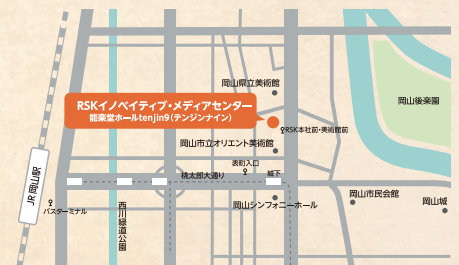 岡山県立美術館
岡山後楽園
RSKイノベイティブ・メディアセンター
能楽堂ホールtenjin9(テンジンナイン)
RSK本社前・美術館前
岡山市立オリエント美術館
表町入口
城下
桃太郎大通り
JR 岡山駅
バスターミナル
西川緑道公園
岡山シンフォニーホール
岡山市民会館
岡山城